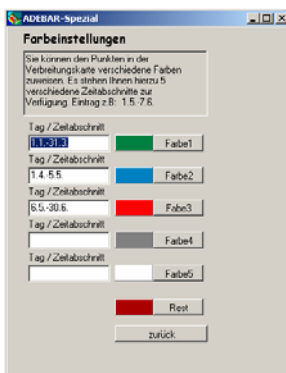 ADEBAR-Spezial
Farbeinstellungen
Sie können den Punkten in der
Verbreitungskarte verschiedene Farben
zuweisen. Es stehen Ihnen hierzu 5
verschiedene Zeitabschnitte zur
Verfügung. Eintrag z.B: 1.5.-7.6.
Tag / Zeitabschnitt
1.1.-31.3. Farbe1
Tag / Zeitabschnitt
1.4.-5.5. Farbe2
Tag / Zeitabschnitt
6.5.-30.6. Fabe3
Tag / Zeitabschnitt
Farbe4
Tag / Zeitabschnitt
Farbe5
Rest
zurück